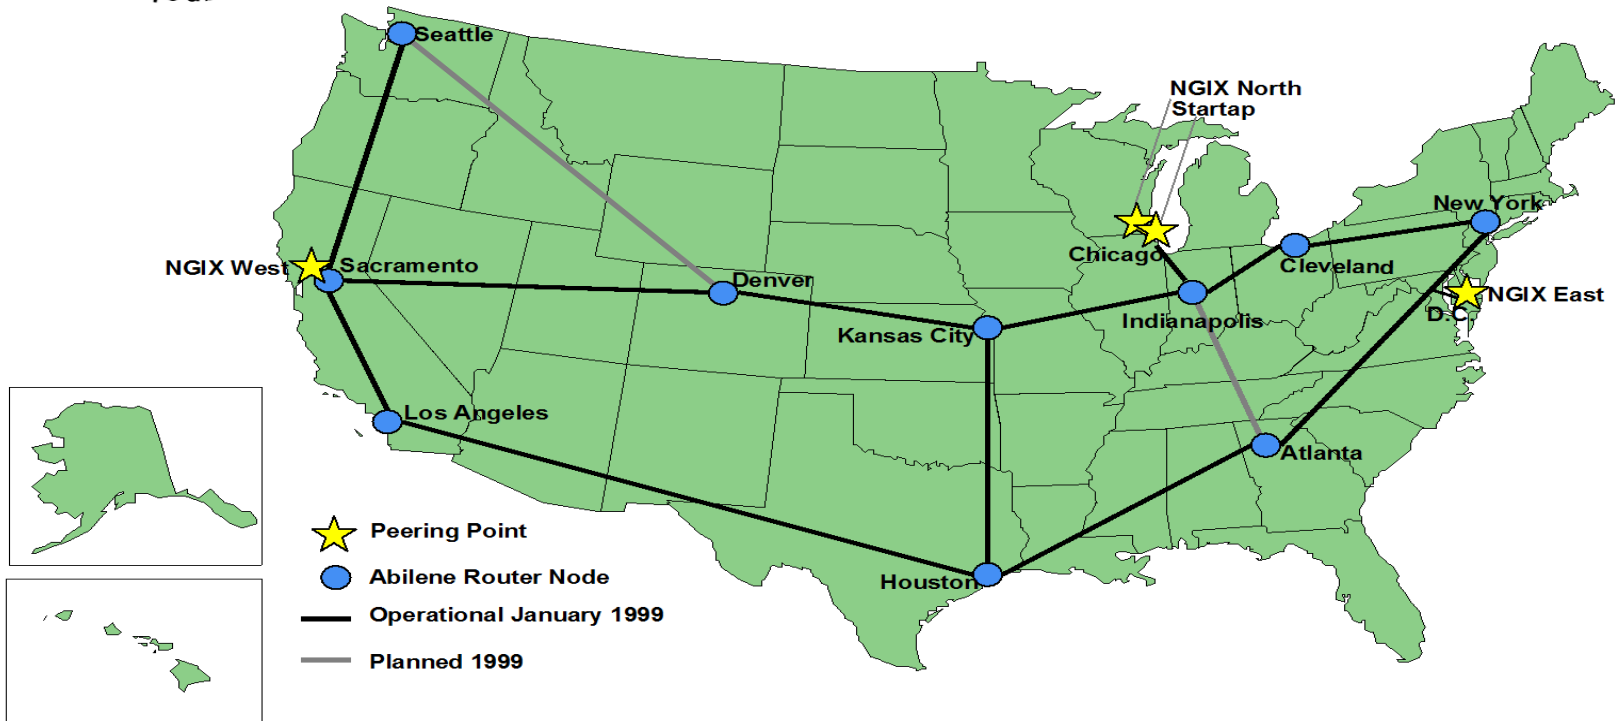 Seattle
NGIX North
Startap
New York
NGIX West
Sacramento
Chicago
Cleveland
Denver
NGIX East
D.C.
Kansas City
Indianapolis
Los Angeles
Atlanta
Peering Point
Abilene Router Node
Houston
Operational January 1999
Planned 1999